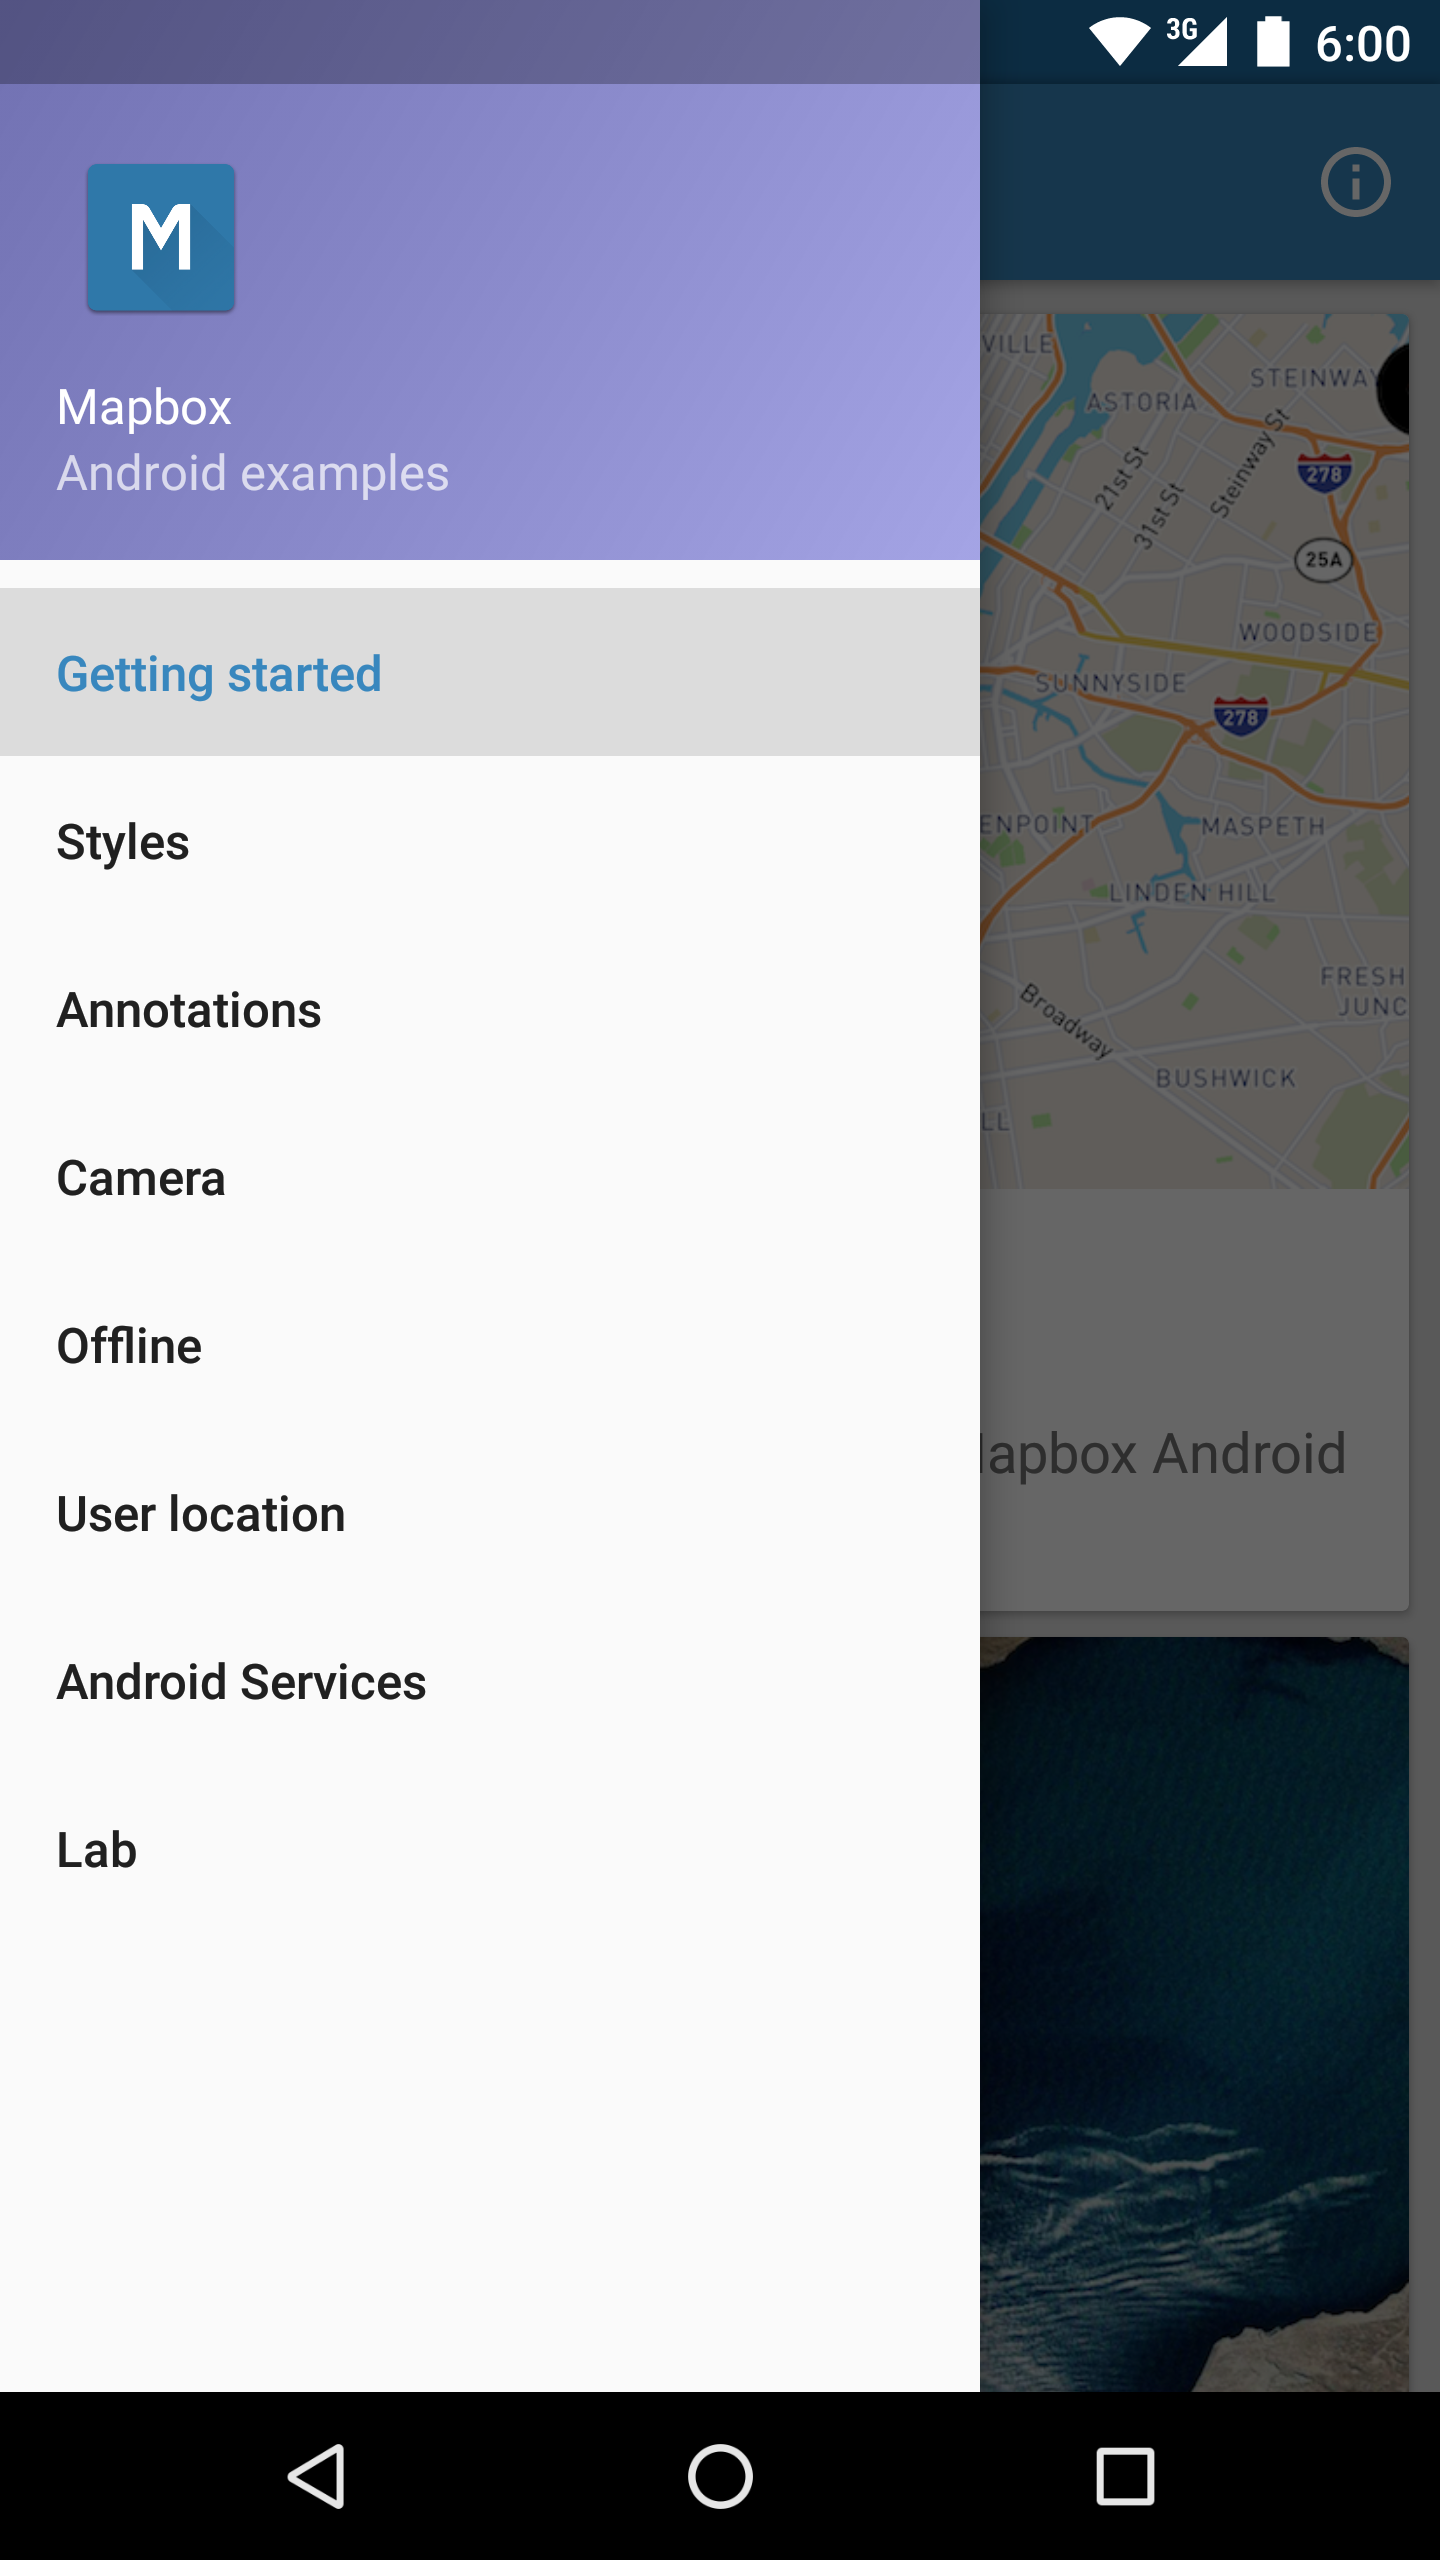 3G 6:00
M
Mapbox
Android examples
Getting started
Styles
Annotations
Camera
Offline
User location
Android Services
Lab
VILLE
STEINWAY
ASTORIA
21st St
31st St
Steinway St
278
25A
WOODSIDE
SUNNYSIDE
278
ENPOINT
MASPETH
LINDEN HILL
FRESH
JUNC
Broadway
BUSHWICK
LL
apbox Android